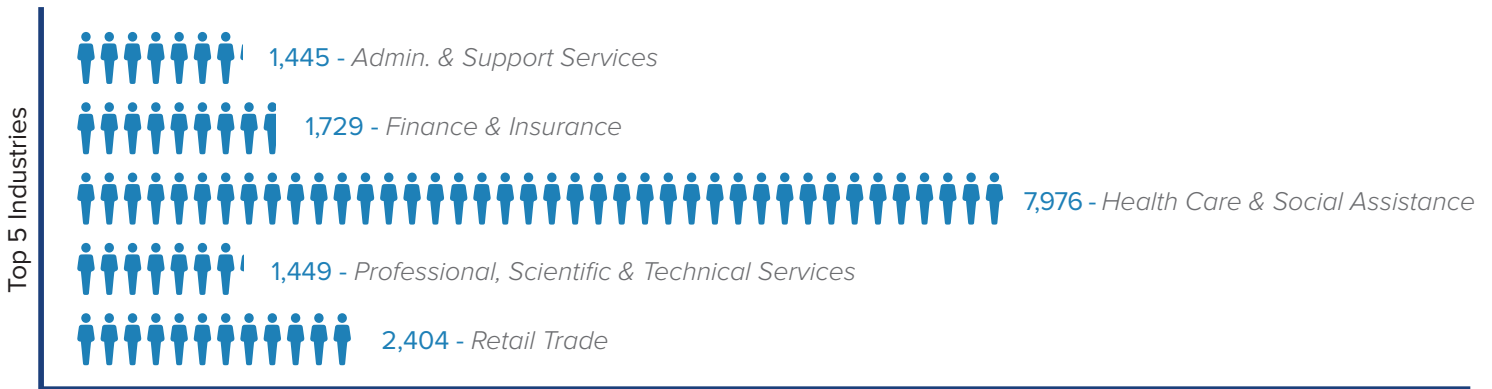 Top 5 Industries
1,445 - Admin. & Support Services
1,729 - Finance & Insurance
7,976 - Health Care & Social Assistance
1,449 - Professional, Scientific & Technical Services
2,404 - Retail Trade